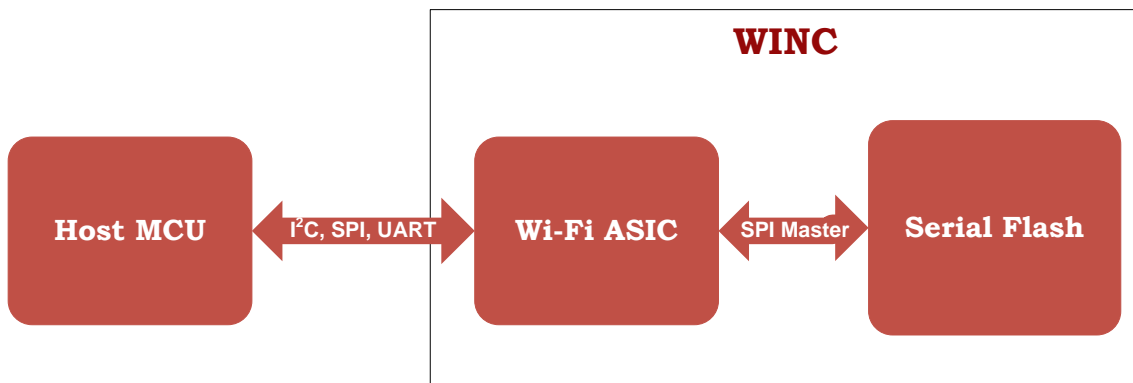 WINC
Host MCU
I²C, SPI, UART
Wi-Fi ASIC
SPI Master
Serial Flash